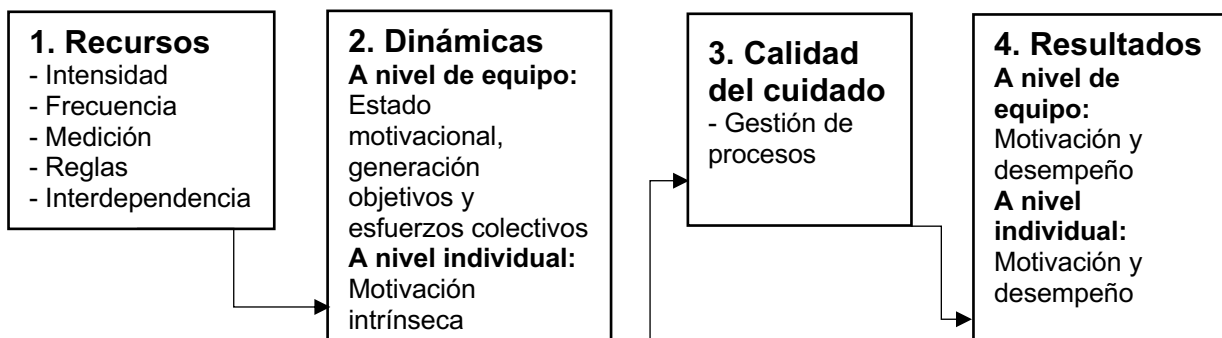 1. Recursos
- Intensidad
- Frecuencia
- Medición
- Reglas
- Interdependencia
2. Dinámicas
A nivel de equipo:
Estado
motivacional,
generación
objetivos y
esfuerzos colectivos
A nivel individual:
Motivación
intrínseca
3. Calidad
del cuidado
- Gestión de
procesos
4. Resultados
A nivel de
equipo:
Motivación y
desempeño
A nivel
individual:
Motivación y
desempeño